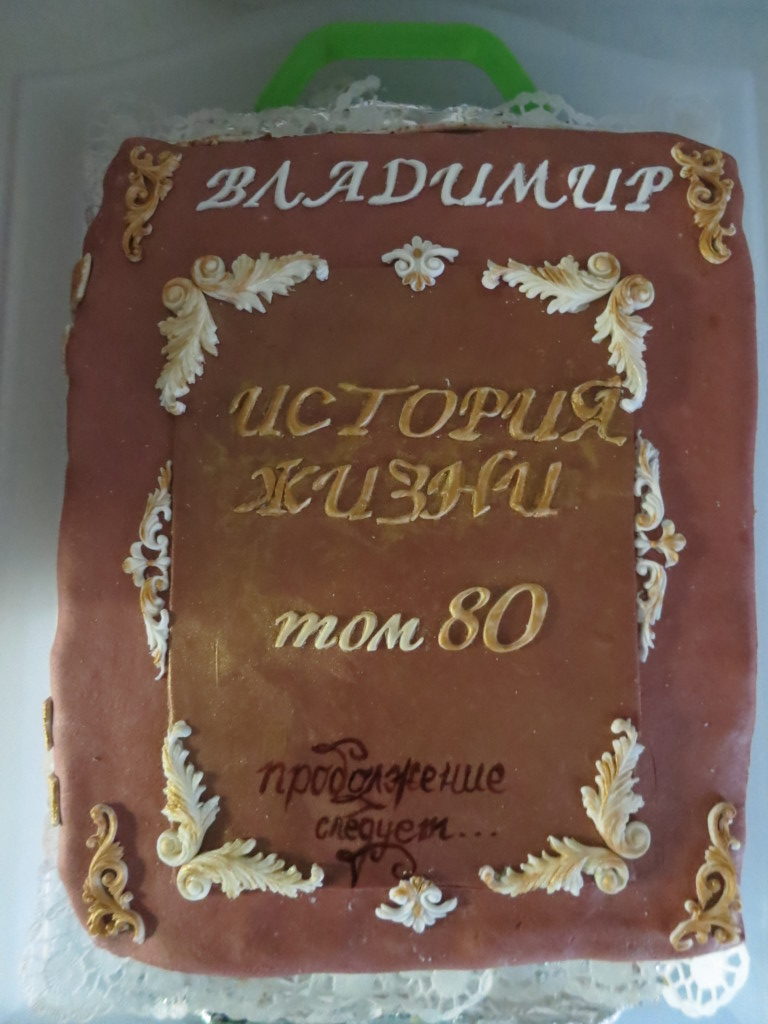 ВЛАДИМИР
ИСТОРИЯ
ЖИЗНИ
том 80
продолжение
следует...